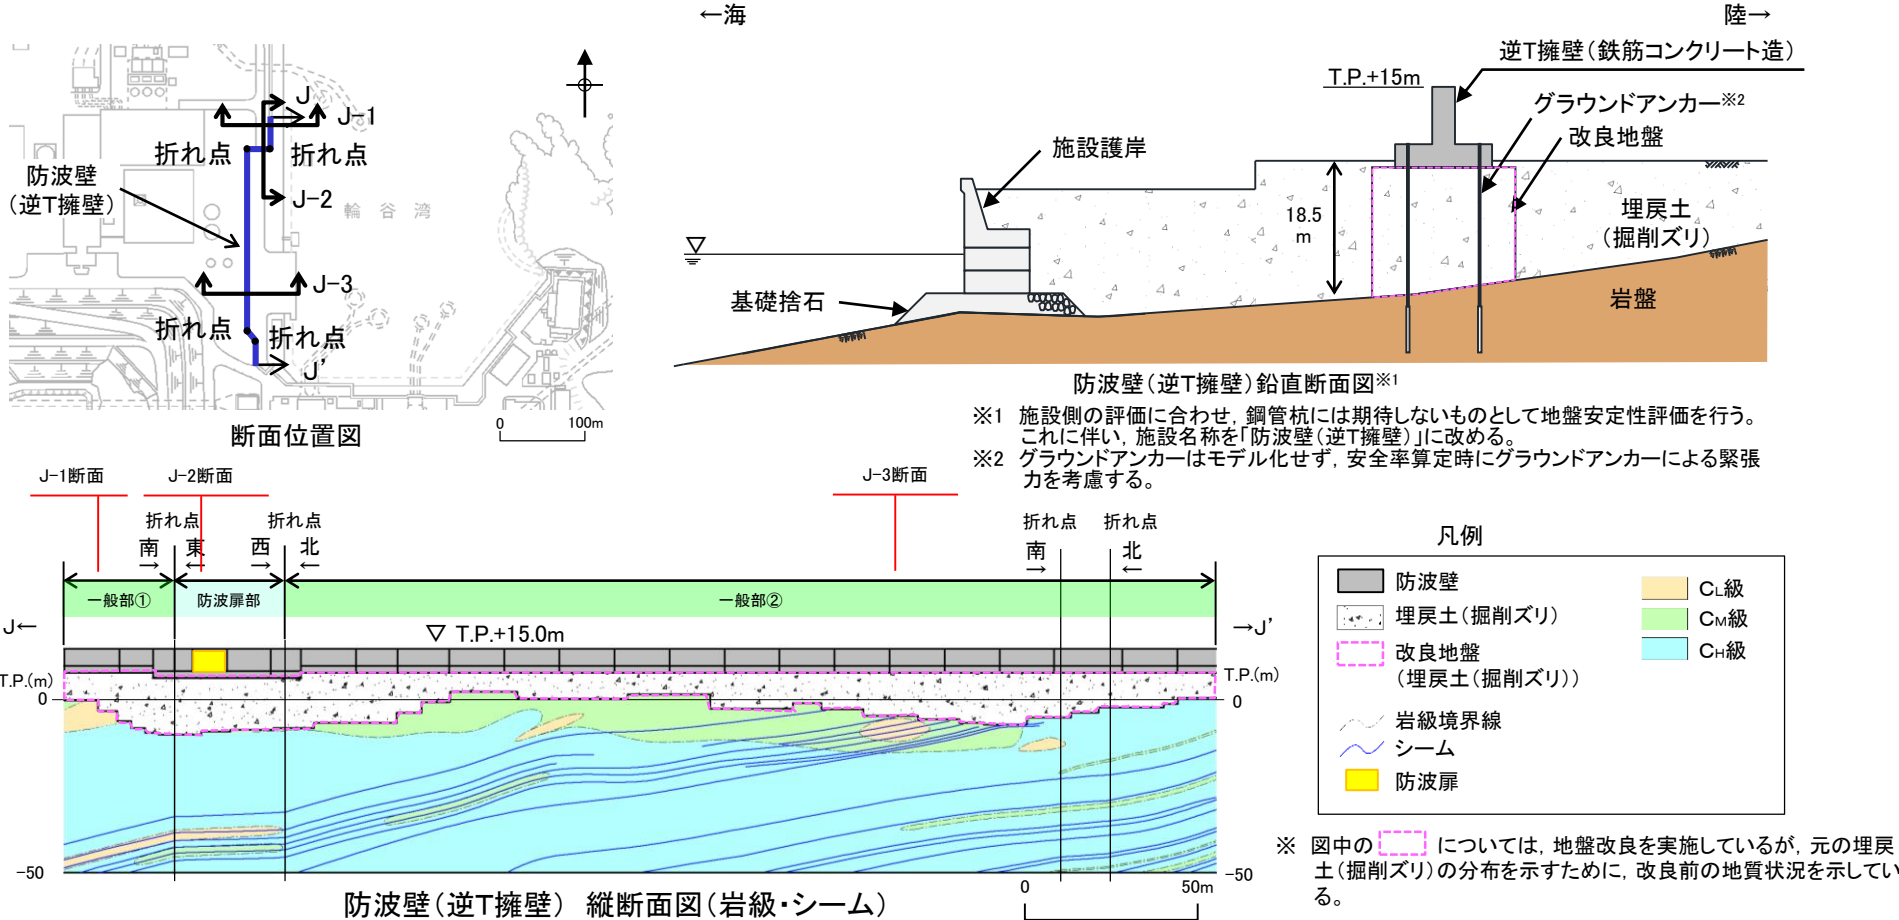 ←海
陸→
逆T擁壁（鉄筋コンクリート造）
T.P.+15m
グラウンドアンカー※2
改良地盤
施設護岸
18.5
m
埋戻土
（掘削ズリ）
基礎捨石
岩盤
防波壁（逆T擁壁）鉛直断面図※1
※1 施設側の評価に合わせ，鋼管杭には期待しないものとして地盤安定性評価を行う。
これに伴い，施設名称を「防波壁（逆T擁壁）」に改める。
※2 グラウンドアンカーはモデル化せず，安全率算定時にグラウンドアンカーによる緊張
力を考慮する。
J
J-1
折れ点
折れ点
防波壁
（逆T擁壁）
J-2
輪谷湾
J-3
折れ点
折れ点
J'
断面位置図
0 100m
J-1断面
J-2断面
J-3断面
折れ点
折れ点
折れ点
折れ点
南→
東←
西→
北←
南→
北←
一般部①
防波扉部
一般部②
J←
→J'
▽ T.P.+15.0m
T.P.(m)
T.P.(m)
0
0
-50
-50
0 50m
防波壁（逆T擁壁） 縦断面図（岩級・シーム）
凡例
防波壁
埋戻土（掘削ズリ）
改良地盤
（埋戻土（掘削ズリ））
岩級境界線
シーム
防波扉
CL級
CM級
CH級
※ 図中の については，地盤改良を実施しているが，元の埋戻
土（掘削ズリ）の分布を示すために，改良前の地質状況を示してい
る。